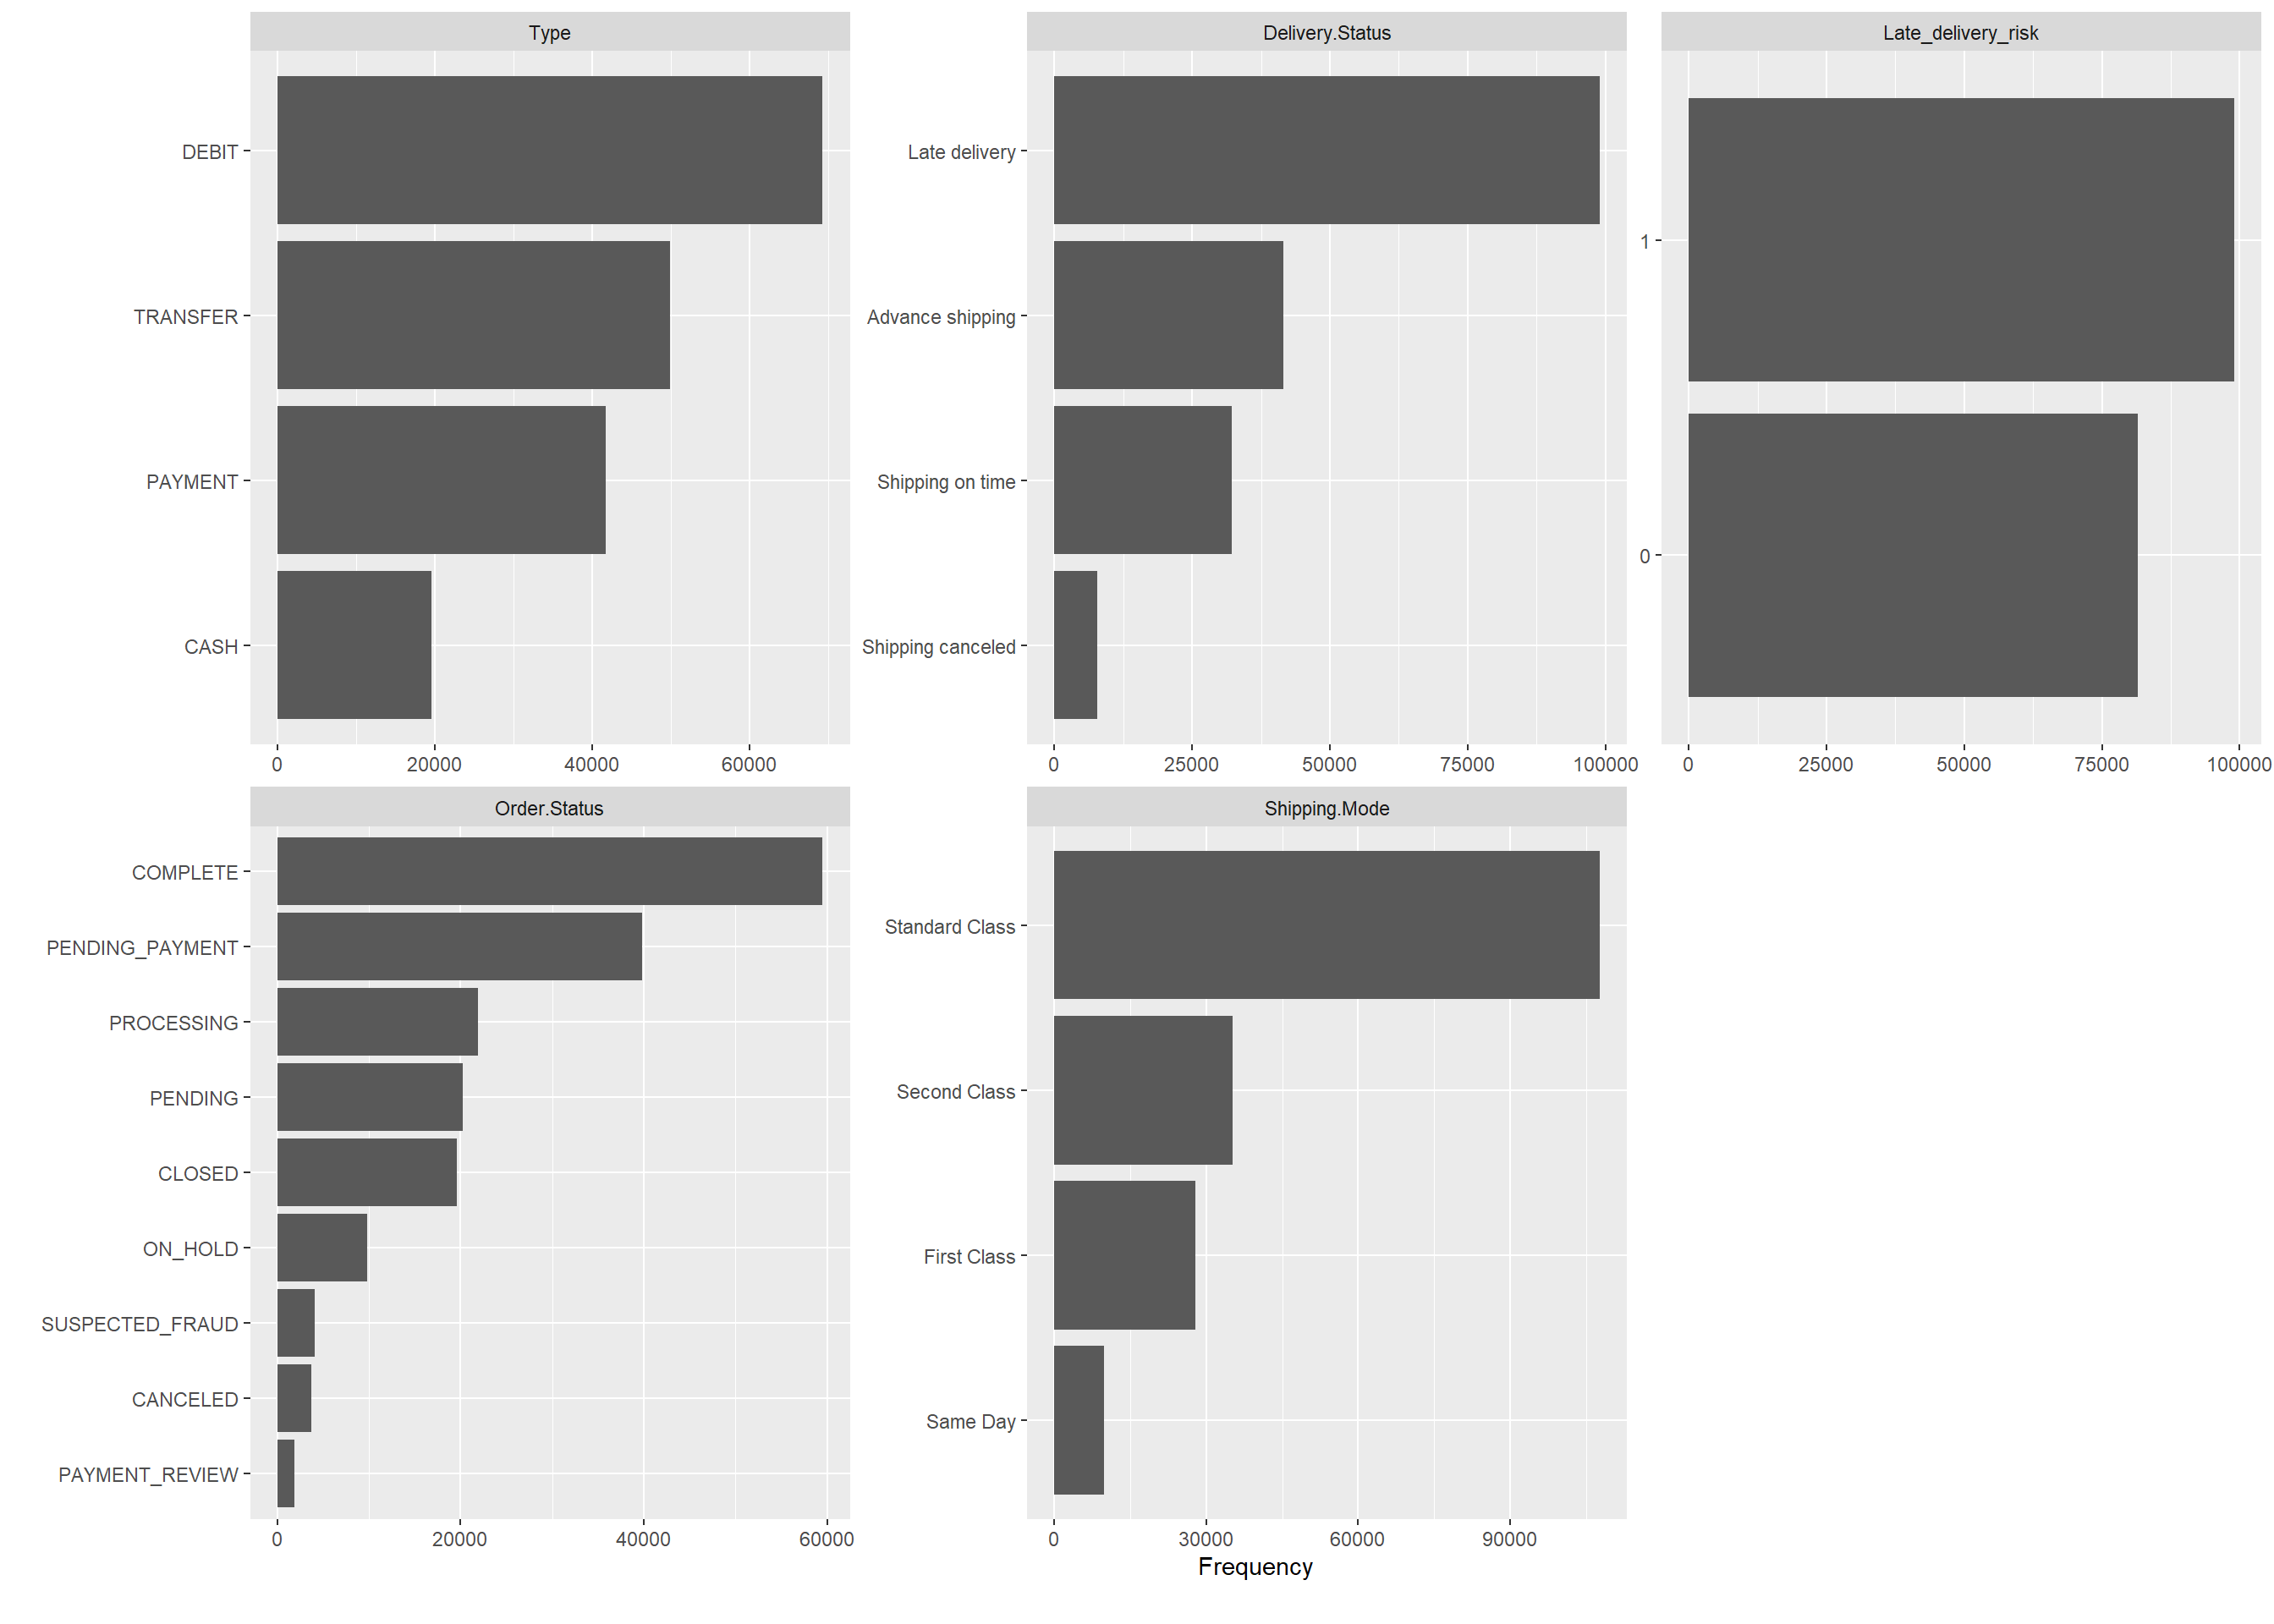 Type
DEBIT
TRANSFER
PAYMENT
CASH
0 20000 40000 60000
Delivery.Status
Late delivery
Advance shipping
Shipping on time
Shipping canceled
0 25000 50000 75000 100000
Late_delivery_risk
1
0
0 25000 50000 75000 100000
Order.Status
COMPLETE
PENDING_PAYMENT
PROCESSING
PENDING
CLOSED
ON_HOLD
SUSPECTED_FRAUD
CANCELED
PAYMENT_REVIEW
0 20000 40000 60000
Shipping.Mode
Standard Class
Second Class
First Class
Same Day
0 30000 60000 90000
Frequency